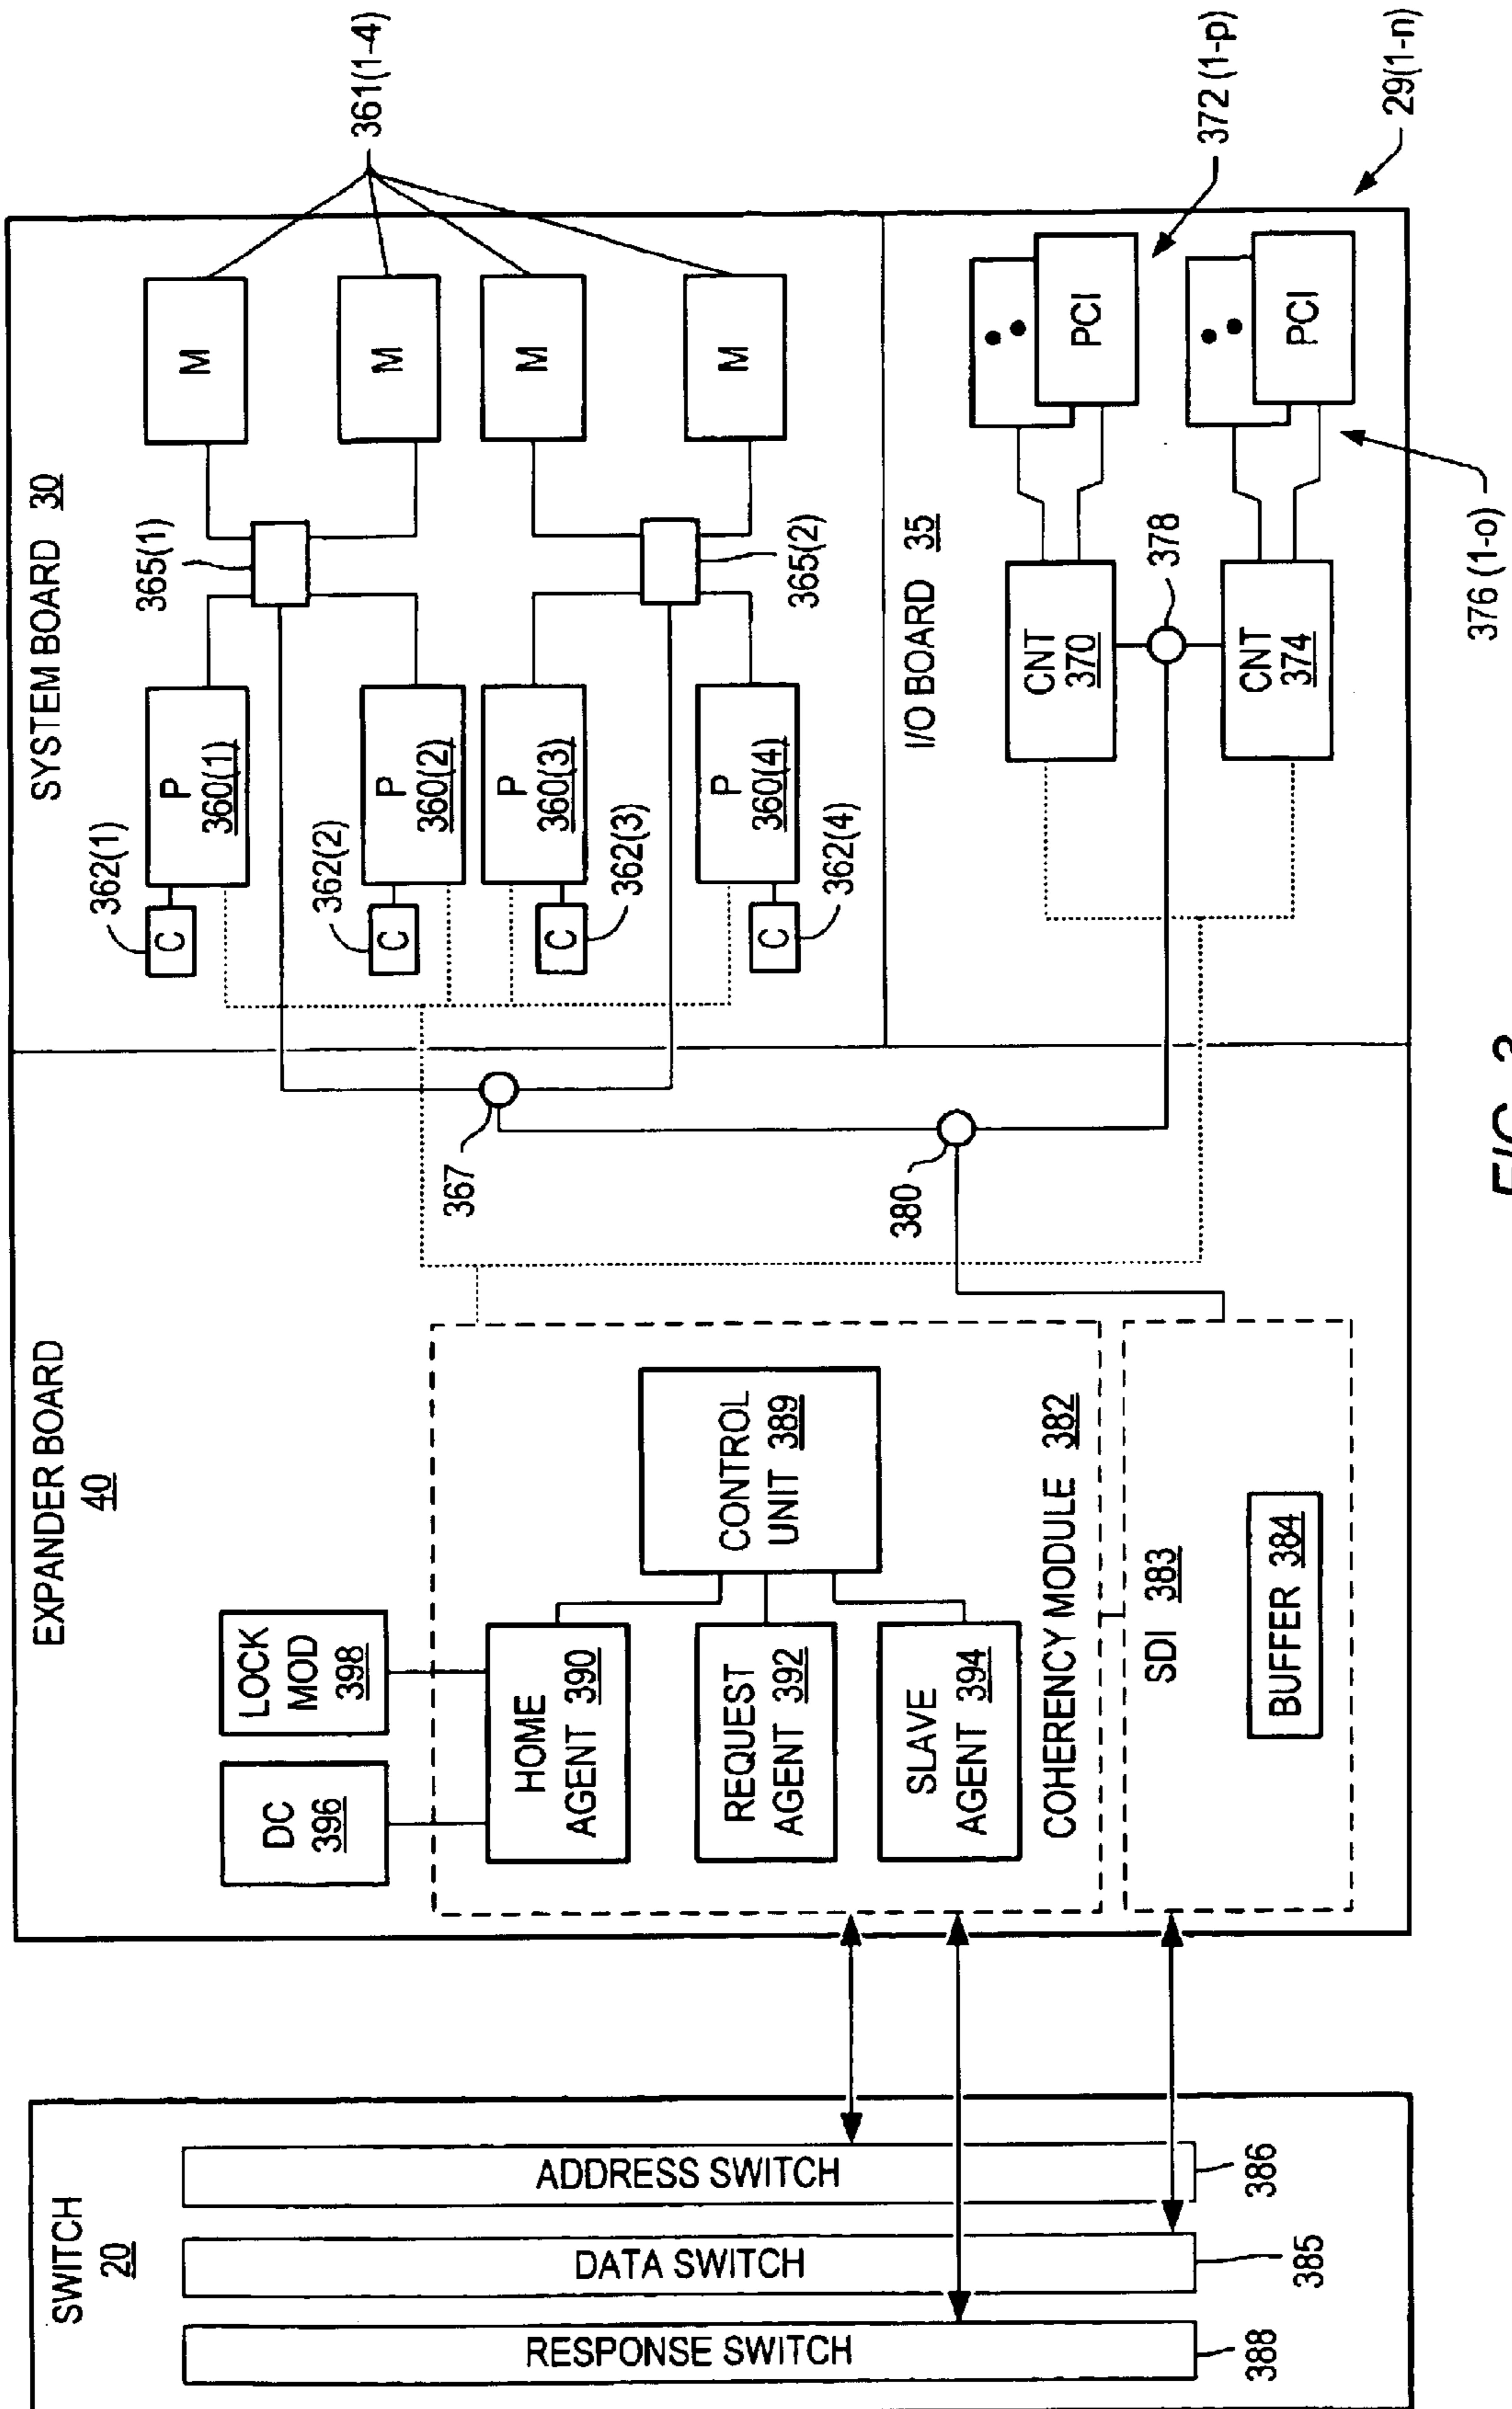 SWITCH
20
RESPONSE SWITCH
388
DATA SWITCH
385
ADDRESS SWITCH
386
EXPANDER BOARD
40
DC
396
LOCK
MOD
398
HOME
AGENT 390
REQUEST
AGENT 392
SLAVE
AGENT 394
CONTROL
UNIT 389
COHERENCY MODULE 382
SDI 383
BUFFER 384
367
380
SYSTEM BOARD 30
362(1)
C
P
360(1)
365(1)
M
362(2)
C
P
360(2)
M
C
362(3)
P
360(3)
M
C
362(4)
P
360(4)
365(2)
M
361(1-4)
I/O BOARD 35
CNT
370
378
CNT
374
PCI
372 (1-p)
PCI
376 (1-o)
29(1-n)
FIG. 3